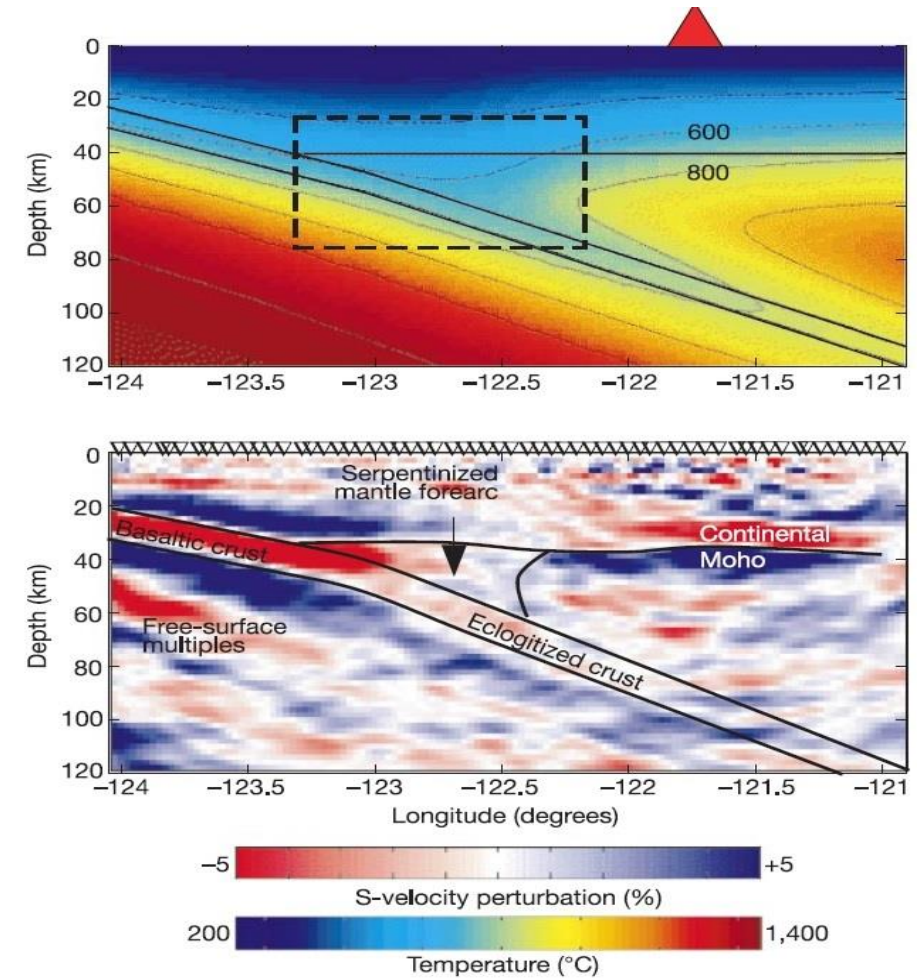 0
20
40
60
80
100
120
Depth (km)
600
800
−124
−123.5
−123
−122.5
−122
−121.5
−121
0
20
40
60
80
100
120
Depth (km)
Serpentinized
mantle forearc
Basaltic crust
Continental
Moho
Free-surface
multiples
Eclogitized crust
−124
−123.5
−123
−122.5
−122
−121.5
−121
Longitude (degrees)
−5
+5
S-velocity perturbation (%)
200
1,400
Temperature (°C)